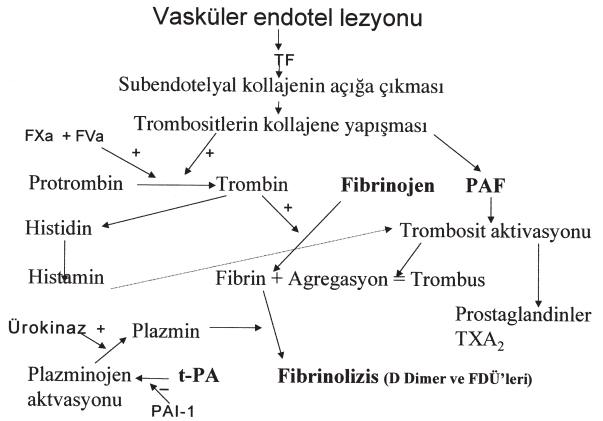 Vasküler endotel lezyonu
TF
Subendotelyal kollajenin açığa çıkması
Trombositlerin kollajene yapışması
FXa + FVa
+
+
Protrombin
Trombin
Fibrinojen
PAF
+
Histidin
Trombosit aktivasyonu
Histamin
Fibrin + Agregasyon = Trombus
Prostaglandinler
TXA2
Ürokinaz +
Plazmin
Plazminojen
aktvasyonu
t-PA
–
PAI-1
Fibrinolizis (D Dimer ve FDÜ'leri)